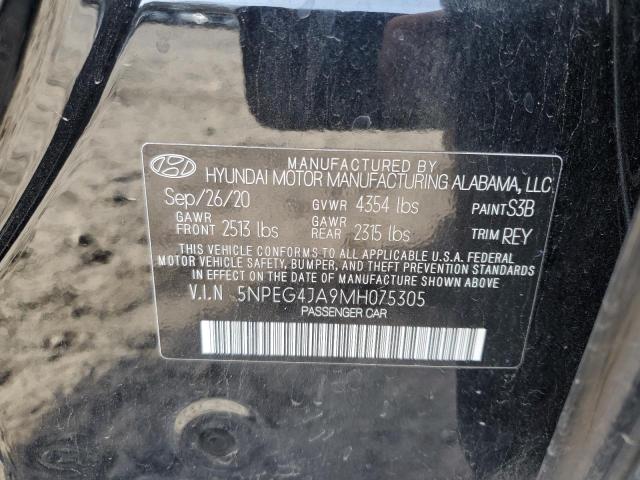 MANUFACTURED BY
HYUNDAI MOTOR MANUFACTURING ALABAMA, LLC
Sep/26/20 GVWR 4354 lbs PAINT S3B
GAWR FRONT 2513 lbs GAWR REAR 2315 lbs TRIM REY
THIS VEHICLE CONFORMS TO ALL APPLICABLE U.S.A. FEDERAL
MOTOR VEHICLE SAFETY, BUMPER, AND THEFT PREVENTION STANDARDS
IN EFFECT ON THE DATE OF MANUFACTURE SHOWN ABOVE.
V.I.N 5NPEG4JA9MH075305
PASSENGER CAR